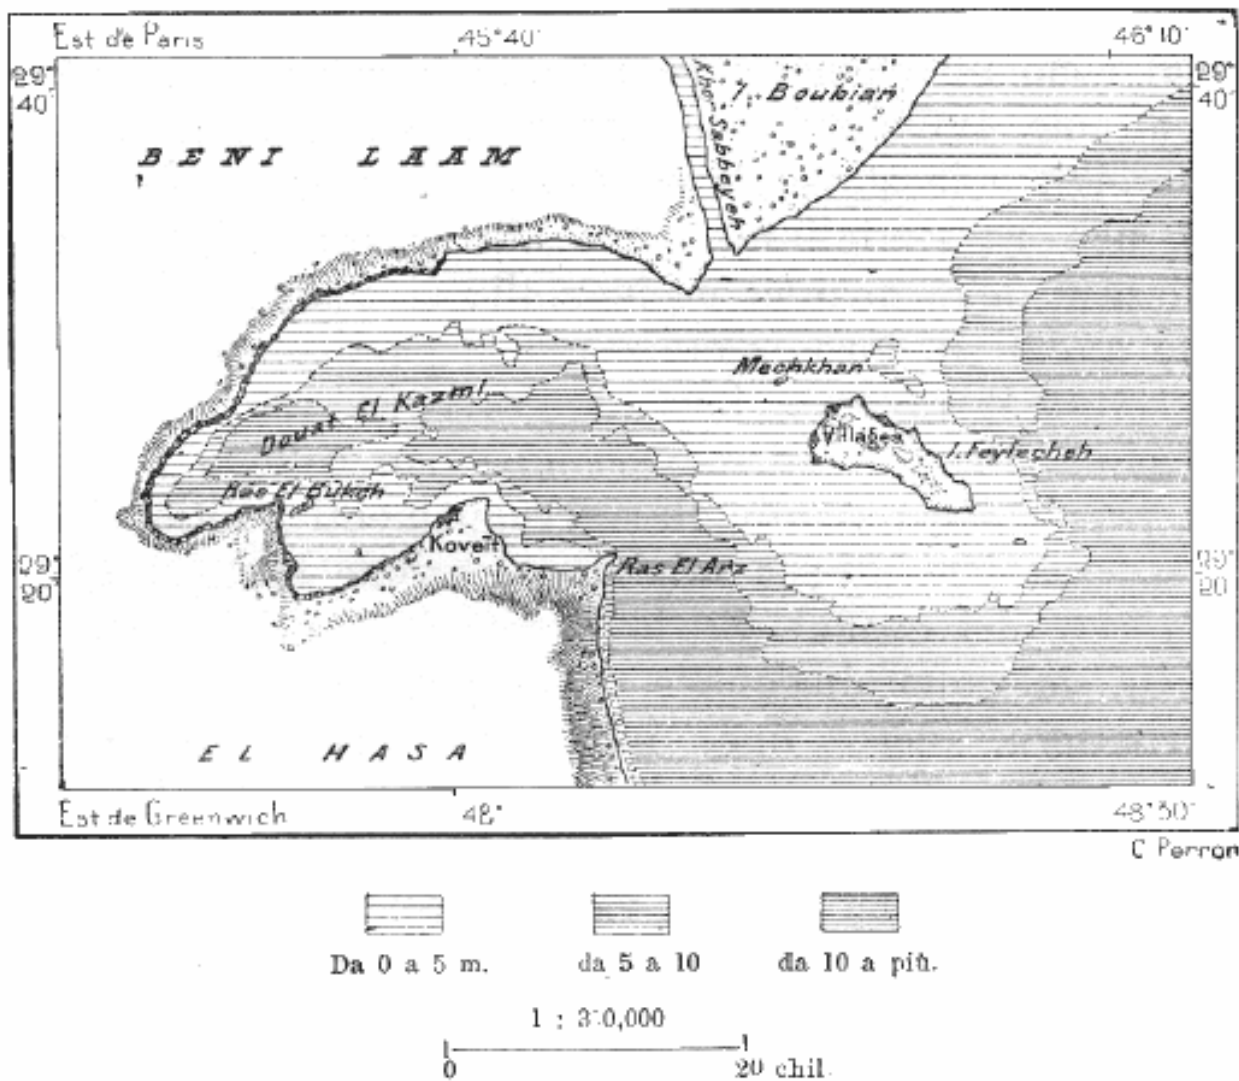 Est de Paris
45°40'
46°10'
29°
40'
29°
40'
Khor Sabbeyeh
I. Boubian
BENI LAAM
Mechkhan
Douat El Kazmi
Villages
I. Feylecheh
Ras El Bukch
Koveit
Ras El Arz
29°
20'
29°
20'
EL HASA
Est de Greenwich
48°
48°30'
C Perron
Da 0 a 5 m.
da 5 a 10
da 10 a più.
0
20 chil.